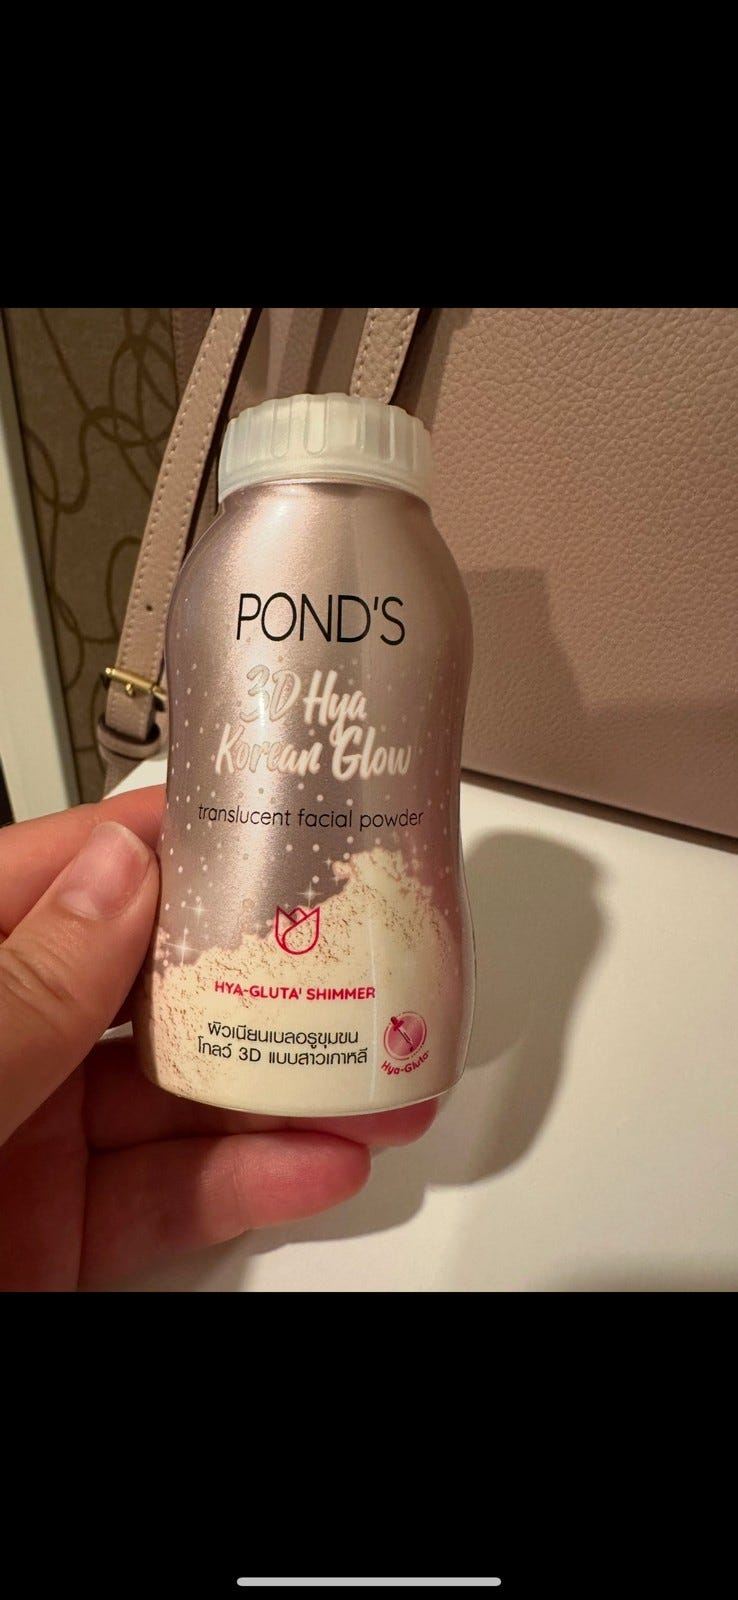 POND'S
3D Hya
Korean Glow
translucent facial powder
HYA-GLUTA¹ SHIMMER
ผิวเนียนเบลอรูขุมขน
โกลว์ 3D แบบสาวเกาหลี
Hya-Gluta